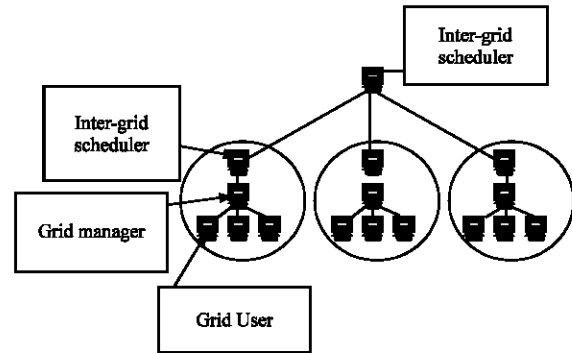 Inter-grid
scheduler
Inter-grid
scheduler
Grid manager
Grid User